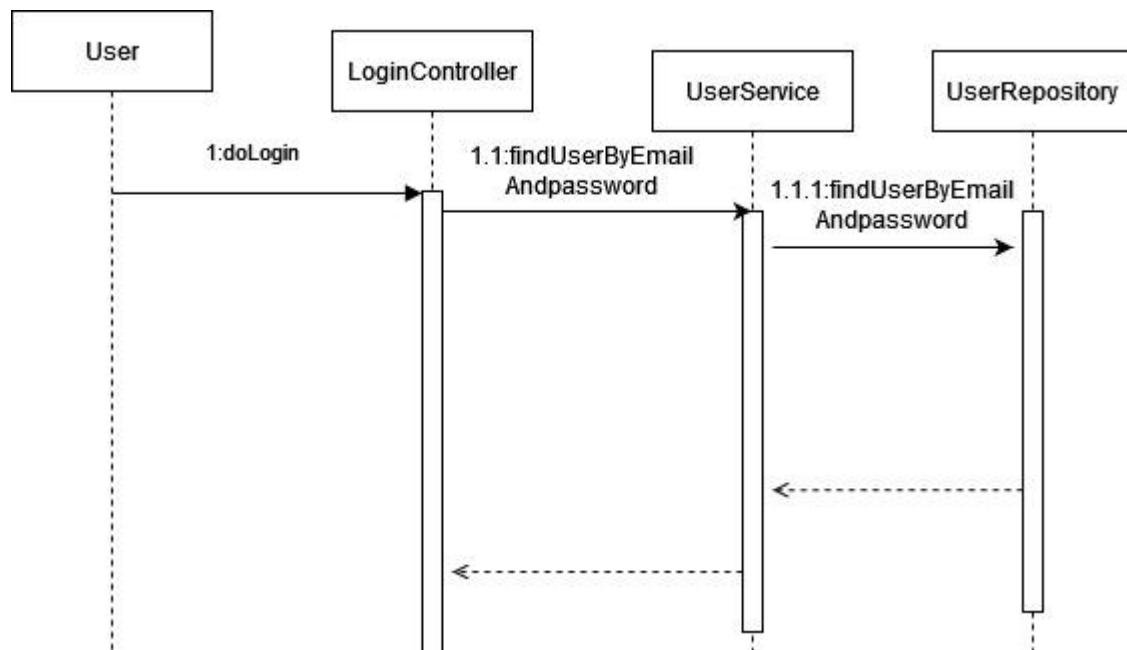 User
LoginController
UserService
UserRepository
1:doLogin
1.1:findUserByEmail
Andpassword
1.1.1:findUserByEmail
Andpassword